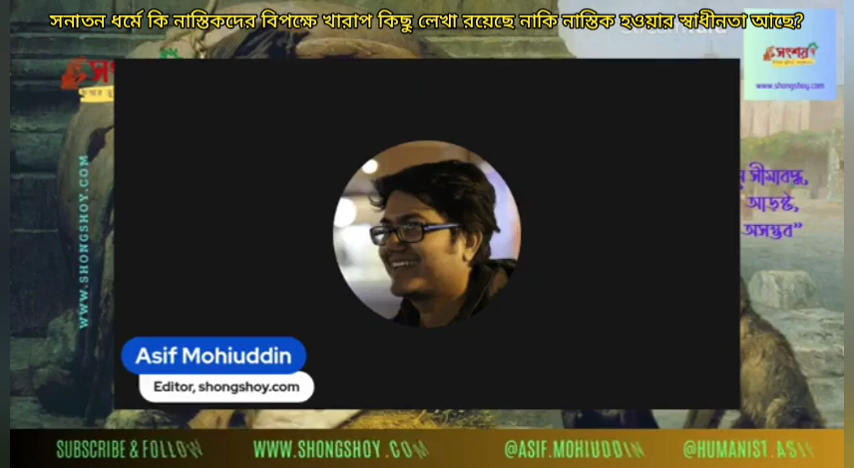 সনাতন ধর্মে কি নাস্তিকদের বিপক্ষে খারাপ কিছু লেখা রয়েছে নাকি নাস্তিক হওয়ার স্বাধীনতা আছে?
সংশয়
www.shongshoy.com
WWW.SHONGSHOY.COM
সীমাবদ্ধ,
আড়ষ্ট,
অসম্ভব”
Asif Mohiuddin
Editor, shongshoy.com
SUBSCRIBE & FOLLOW WWW.SHONGSHOY.COM @ASIF.MOHIUDDIN @HUMANIST.ASIF